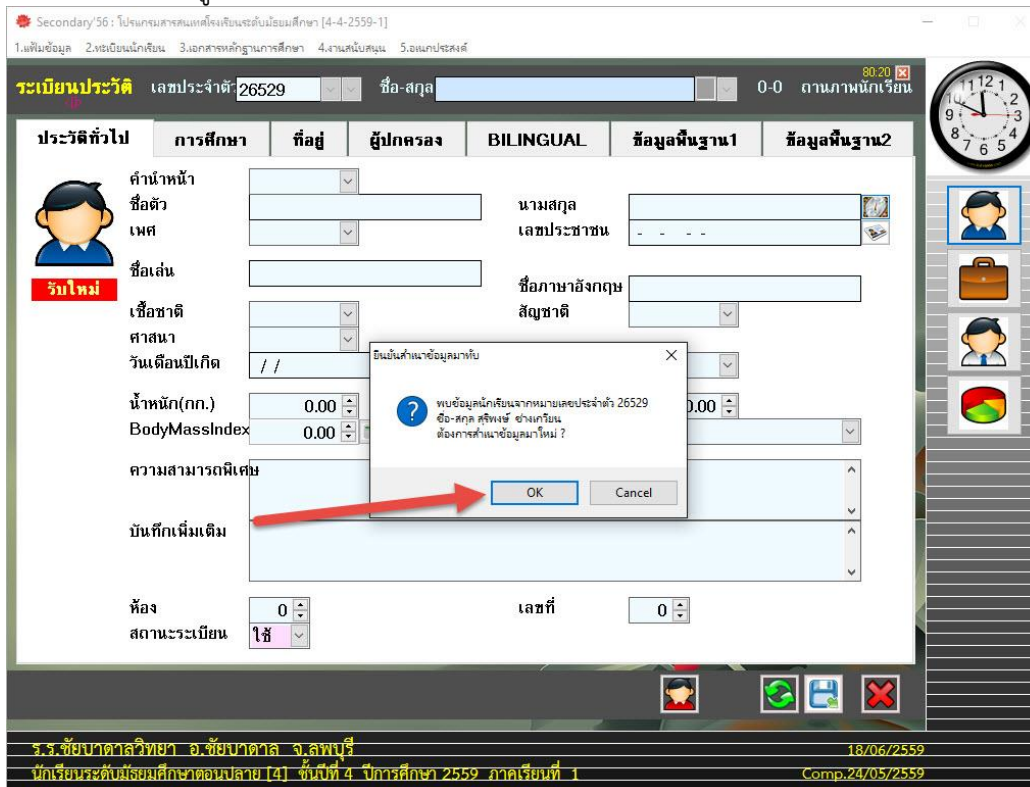 Secondary'56 : โปรแกรมสารสนเทศโรงเรียนระดับมัธยมศึกษา [4-4-2559-1]
1.แฟ้มข้อมูล 2.ทะเบียนนักเรียน 3.เอกสารหลักฐานการศึกษา 4.งานสนับสนุน 5.อเนกประสงค์
80:20
ระเบียนประวัติ เลขประจำตัว 26529 ชื่อ-สกุล 0-0 ถานภาพนักเรียน
ประวัติทั่วไป การศึกษา ที่อยู่ ผู้ปกครอง BILINGUAL ข้อมูลพื้นฐาน1 ข้อมูลพื้นฐาน2
12 1 2 3 4 5 6 7 8 9 10 11
คำนำหน้า
ชื่อตัว นามสกุล
เพศ เลขประชาชน - - - -
ชื่อเล่น
รับใหม่ ชื่อภาษาอังกฤษ
เชื้อชาติ สัญชาติ
ศาสนา
วันเดือนปีเกิด / /
ยืนยันสำเนาข้อมูลมาทับ
พบข้อมูลนักเรียนจากหมายเลขประจำตัว 26529
ชื่อ-สกุล สุริพงษ์ ช่างเกวียน
ต้องการสำเนาข้อมูลมาใหม่ ?
OK Cancel
น้ำหนัก(กก.) 0.00 0.00
BodyMassIndex 0.00
ความสามารถพิเศษ
บันทึกเพิ่มเติม
ห้อง 0 เลขที่ 0
สถานะระเบียน ใช้
ร.ร.ชัยบาดาลวิทยา อ.ชัยบาดาล จ.ลพบุรี 18/06/2559
นักเรียนระดับมัธยมศึกษาตอนปลาย [4] ชั้นปีที่ 4 ปีการศึกษา 2559 ภาคเรียนที่ 1 Comp.24/05/2559